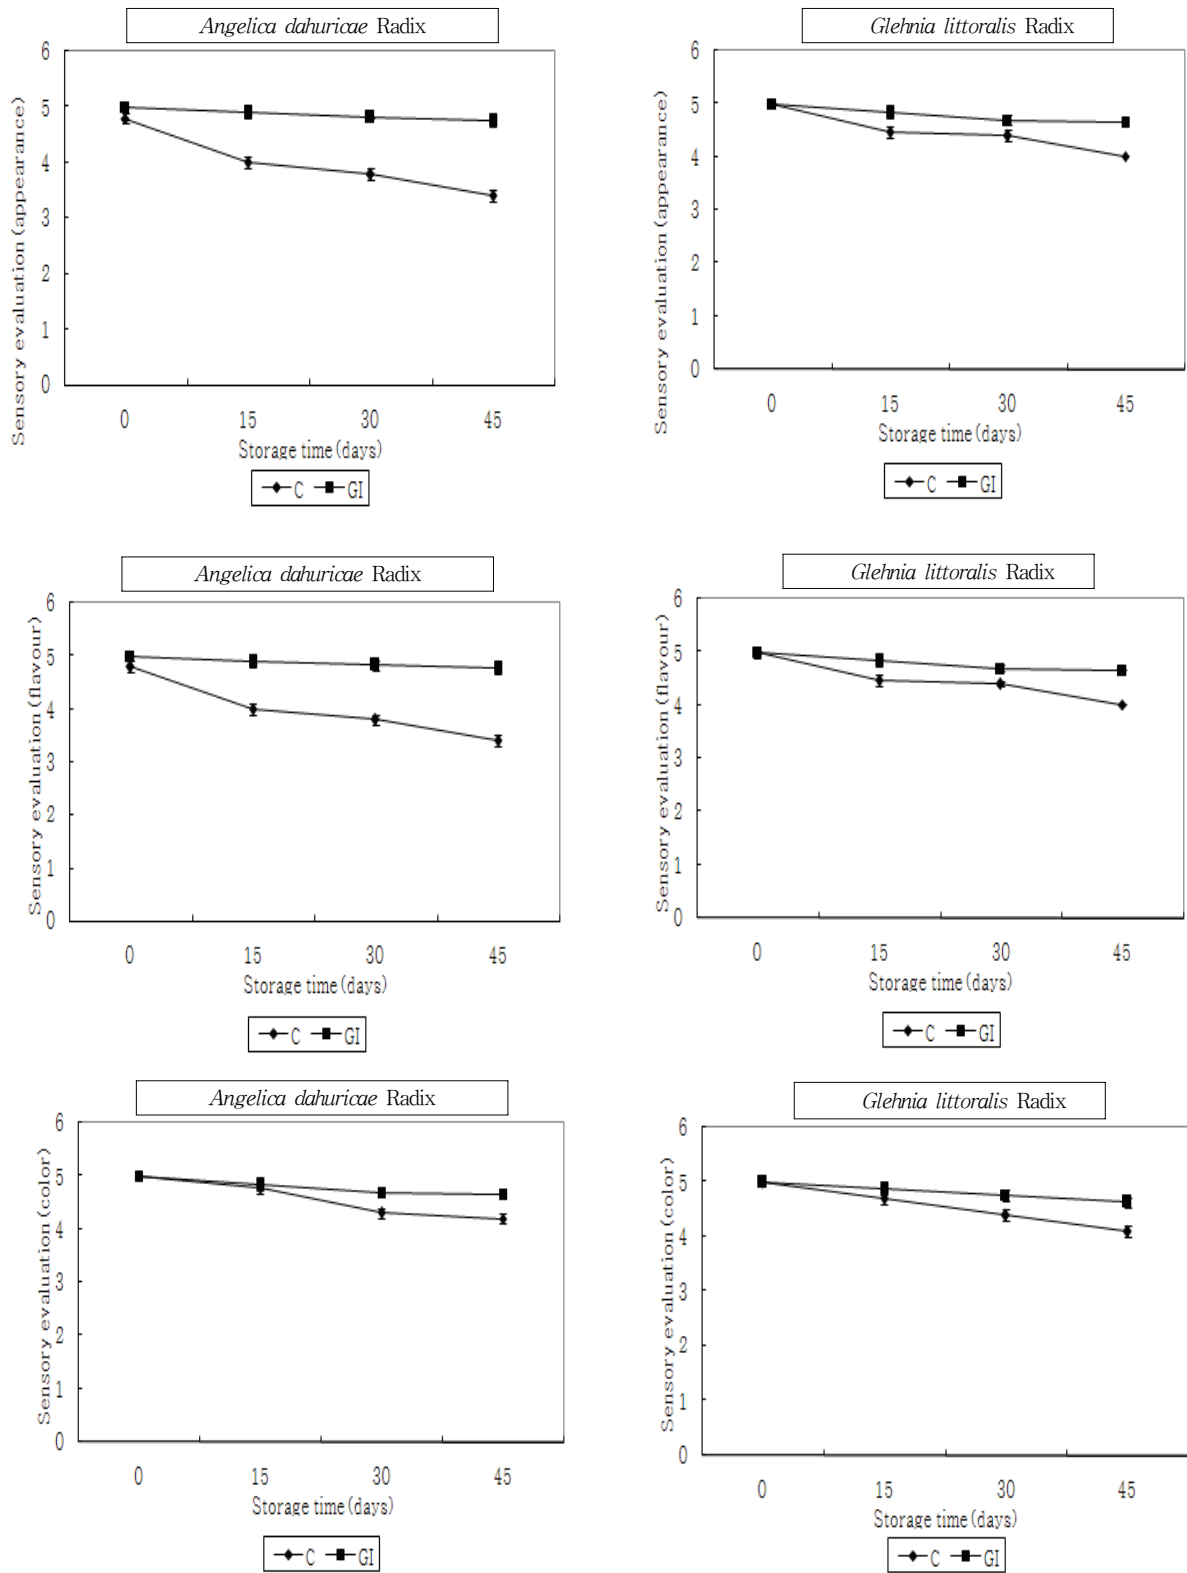 Angelica dahuricae Radix
6
5
4
3
2
1
0
Sensory evaluation (appearance)
0 15 30 45
Storage time (days)
C GI
Glehnia littoralis Radix
6
5
4
3
2
1
0
Sensory evaluation (appearance)
0 15 30 45
Storage time (days)
C GI
Angelica dahuricae Radix
6
5
4
3
2
1
0
Sensory evaluation (flavour)
0 15 30 45
Storage time (days)
C GI
Glehnia littoralis Radix
6
5
4
3
2
1
0
Sensory evaluation (flavour)
0 15 30 45
Storage time (days)
C GI
Angelica dahuricae Radix
6
5
4
3
2
1
0
Sensory evaluation (color)
0 15 30 45
Storage time (days)
C GI
Glehnia littoralis Radix
6
5
4
3
2
1
0
Sensory evaluation (color)
0 15 30 45
Storage time (days)
C GI